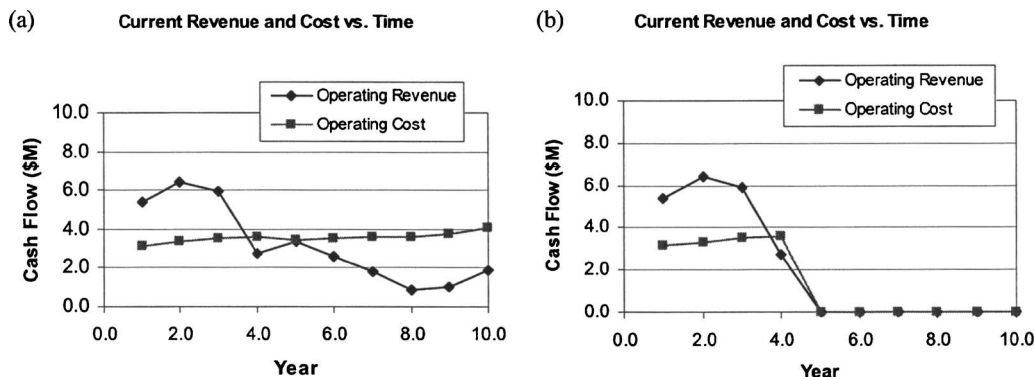 (a)
Current Revenue and Cost vs. Time
Operating Revenue
Operating Cost
Cash Flow ($M)
10.0
8.0
6.0
4.0
2.0
0.0
0.0 2.0 4.0 6.0 8.0 10.0
Year
(b)
Current Revenue and Cost vs. Time
Operating Revenue
Operating Cost
Cash Flow ($M)
10.0
8.0
6.0
4.0
2.0
0.0
0.0 2.0 4.0 6.0 8.0 10.0
Year